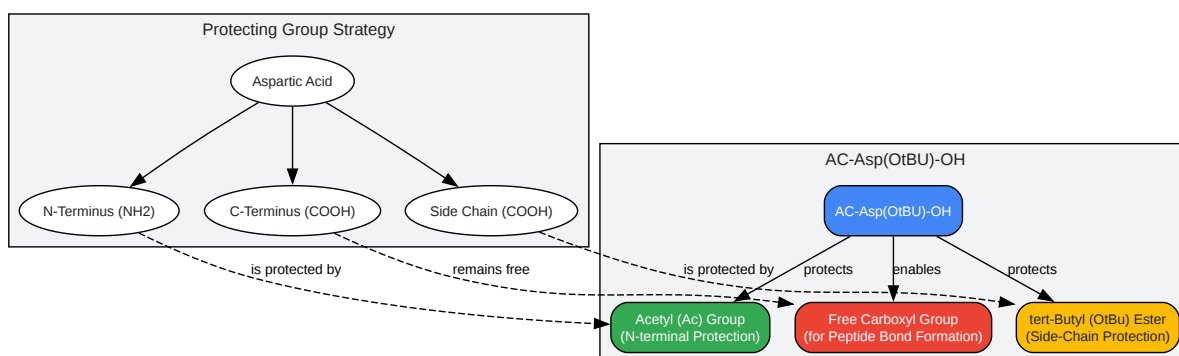 Protecting Group Strategy
Aspartic Acid
N-Terminus (NH2)
C-Terminus (COOH)
Side Chain (COOH)
AC-Asp(OtBU)-OH
AC-Asp(OtBU)-OH
is protected by
remains free
is protected by
protects
enables
protects
Acetyl (Ac) Group
(N-terminal Protection)
Free Carboxyl Group
(for Peptide Bond Formation)
tert-Butyl (OtBu) Ester
(Side-Chain Protection)